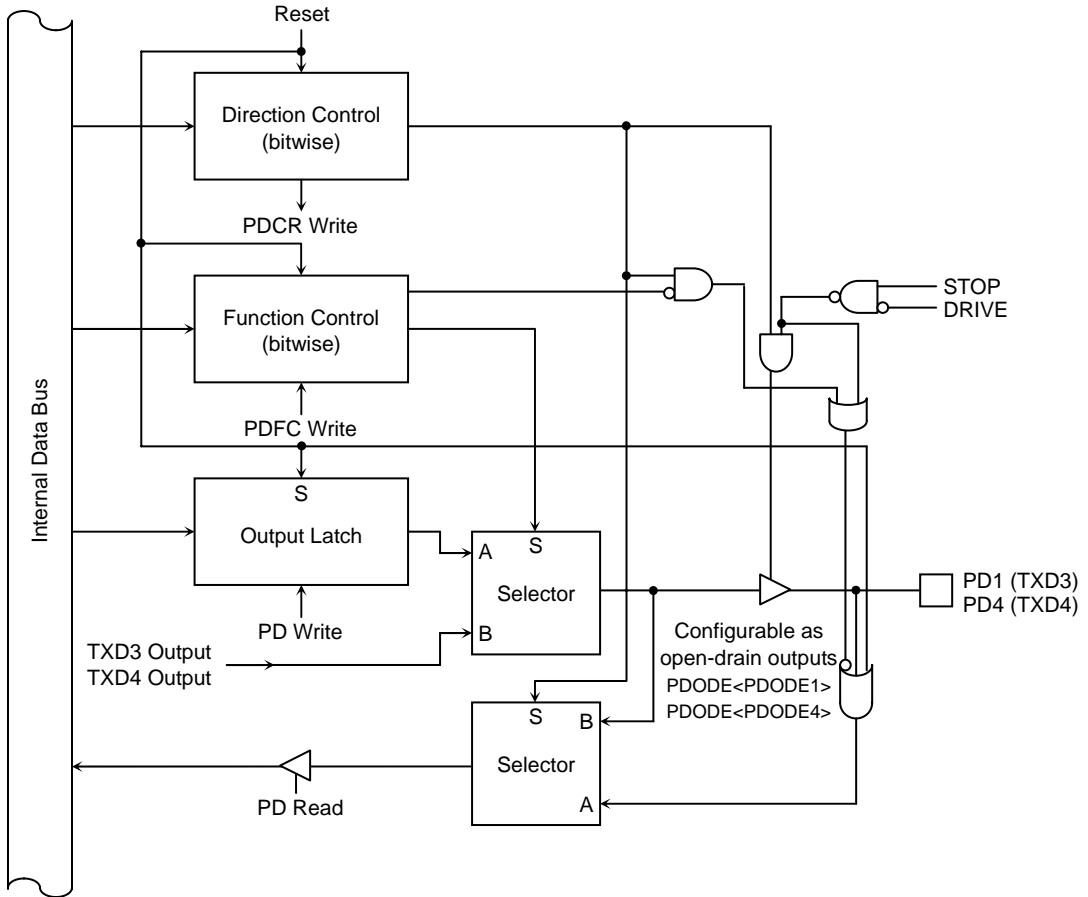 Reset
Direction Control
(bitwise)
PDCR Write
Function Control
(bitwise)
STOP
DRIVE
PDFC Write
Internal Data Bus
S
Output Latch
A
S
Selector
B
PD Write
TXD3 Output
TXD4 Output
PD1 (TXD3)
PD4 (TXD4)
Configurable as
open-drain outputs
PDODE<PDODE1>
PDODE<PDODE4>
S
B
Selector
A
PD Read